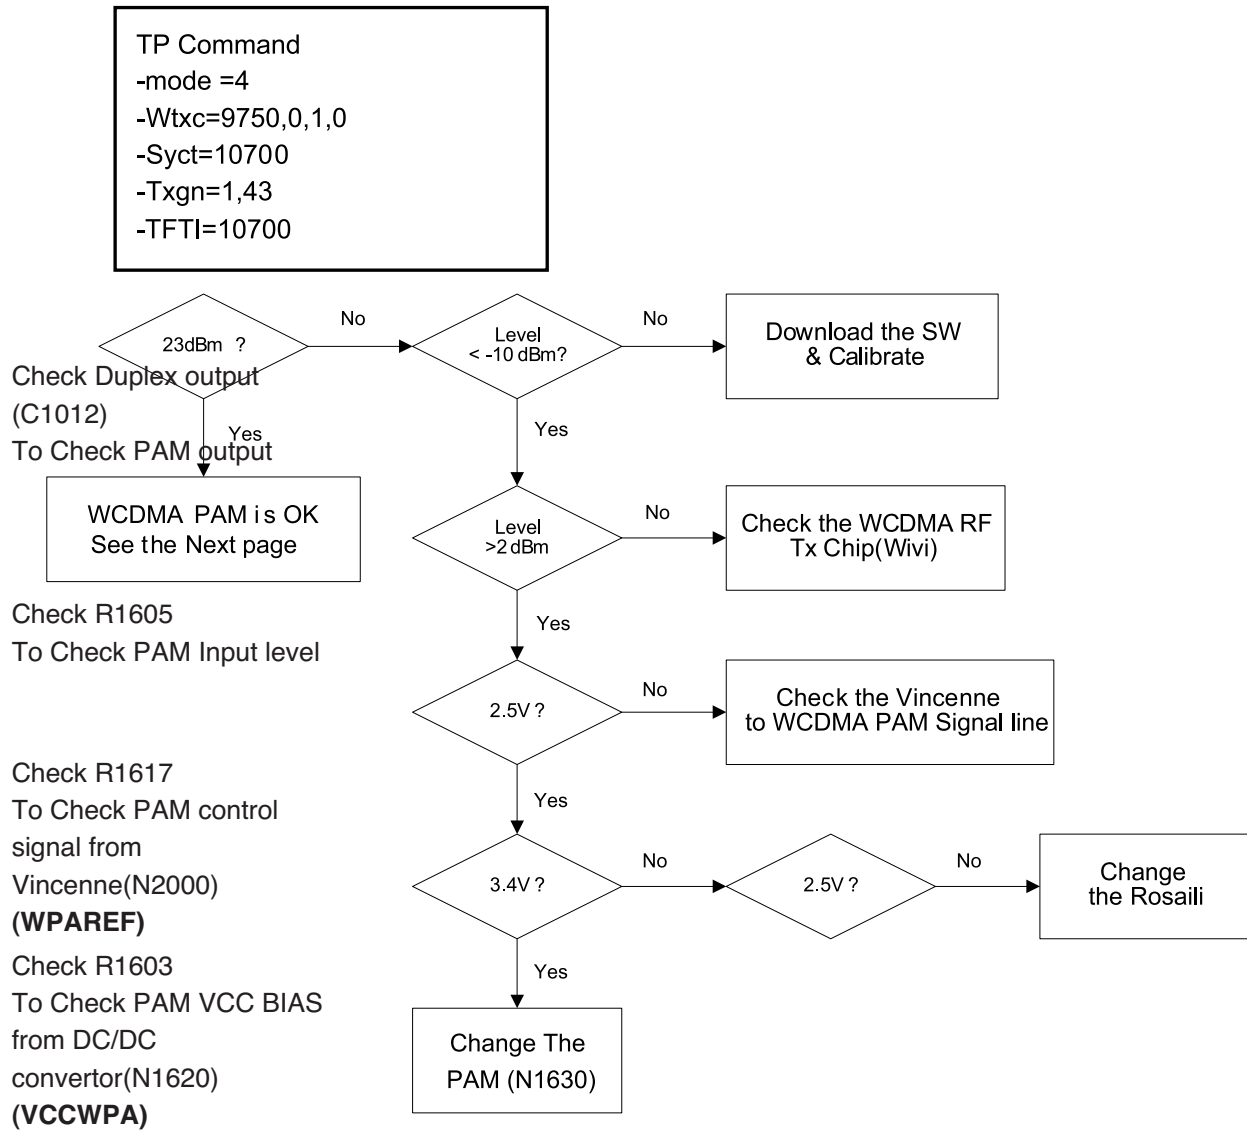 TP Command
-mode =4
-Wtxc=9750,0,1,0
-Syct=10700
-Txgn=1,43
-TFTI=10700
23dBm ?
No
Level
< -10 dBm?
No
Download the SW
& Calibrate
Check Duplex output
(C1012)
To Check PAM output
Yes
Yes
WCDMA PAM is OK
See the Next page
Level
>2 dBm
No
Check the WCDMA RF
Tx Chip(Wivi)
Check R1605
To Check PAM Input level
Yes
2.5V ?
No
Check the Vincenne
to WCDMA PAM Signal line
Check R1617
To Check PAM control
signal from
Vincenne(N2000)
(WPAREF)
Yes
3.4V ?
No
2.5V ?
No
Change
the Rosaili
Check R1603
To Check PAM VCC BIAS
from DC/DC
convertor(N1620)
(VCCWPA)
Yes
Change The
PAM (N1630)